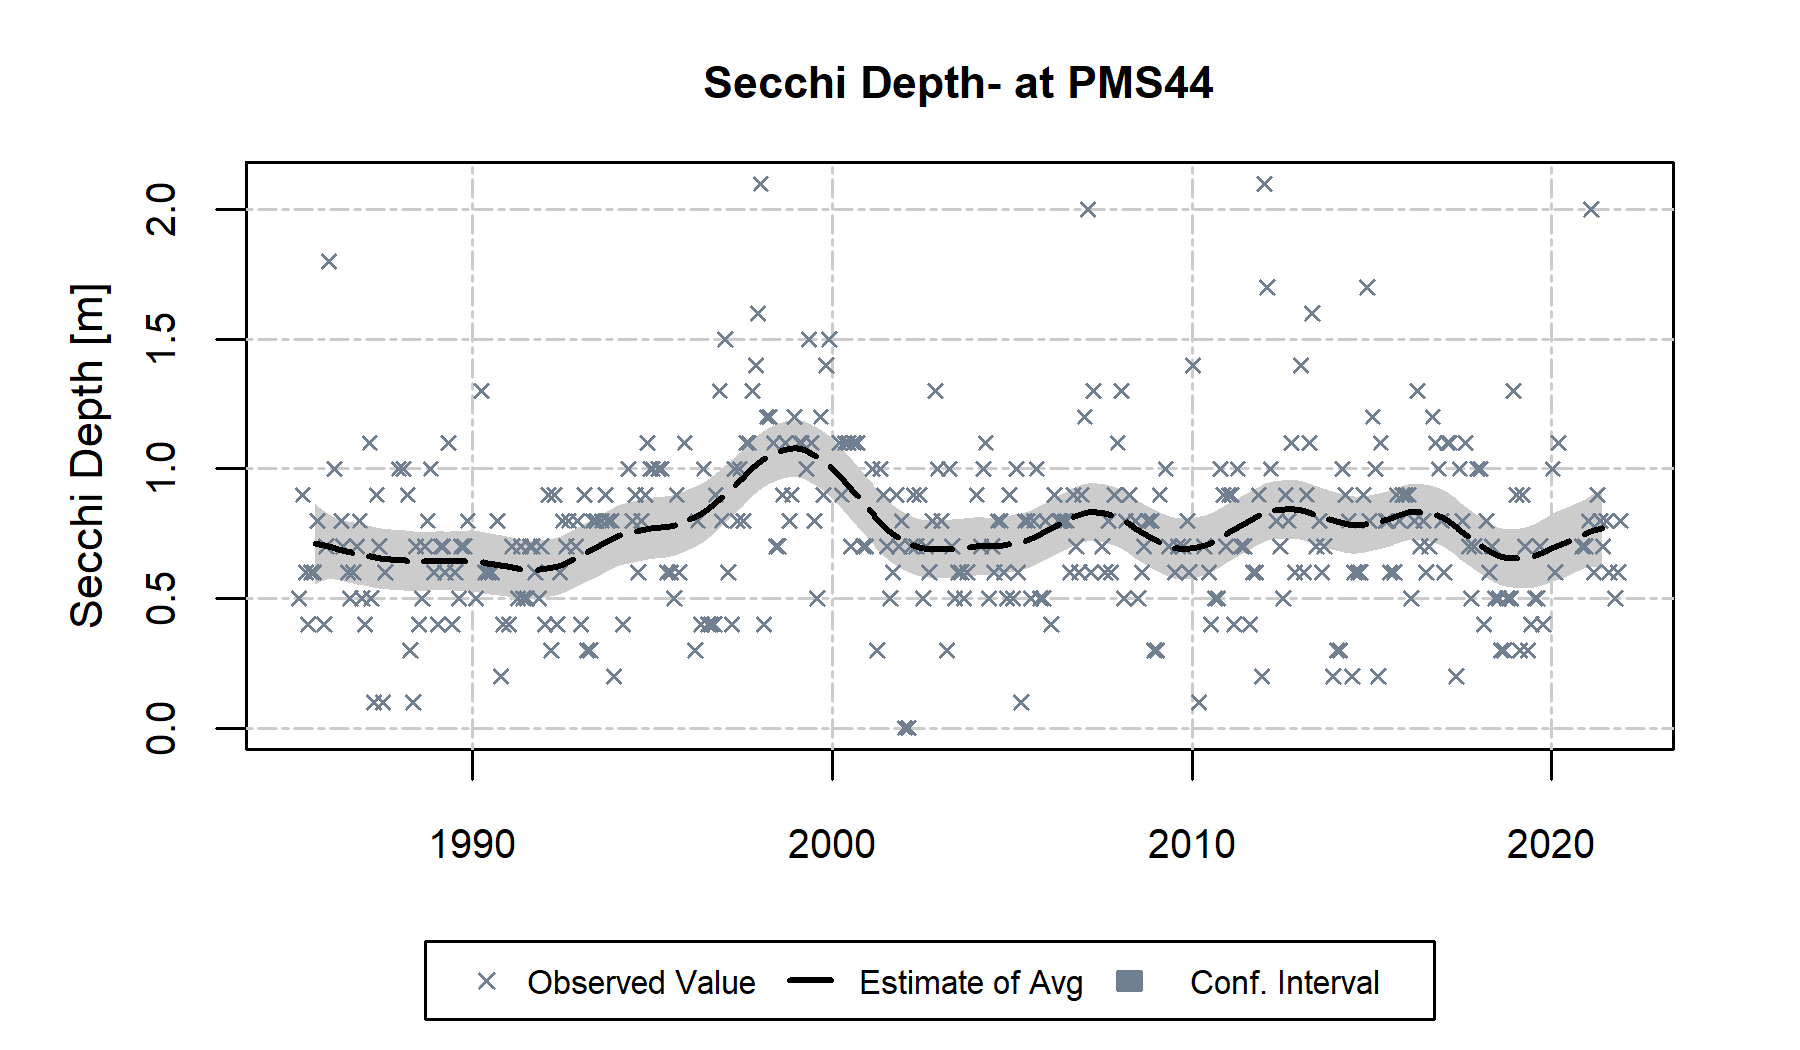 Secchi Depth- at PMS44
Secchi Depth [m]
2.0
1.5
1.0
0.5
0.0
1990 2000 2010 2020
Observed Value Estimate of Avg Conf. Interval